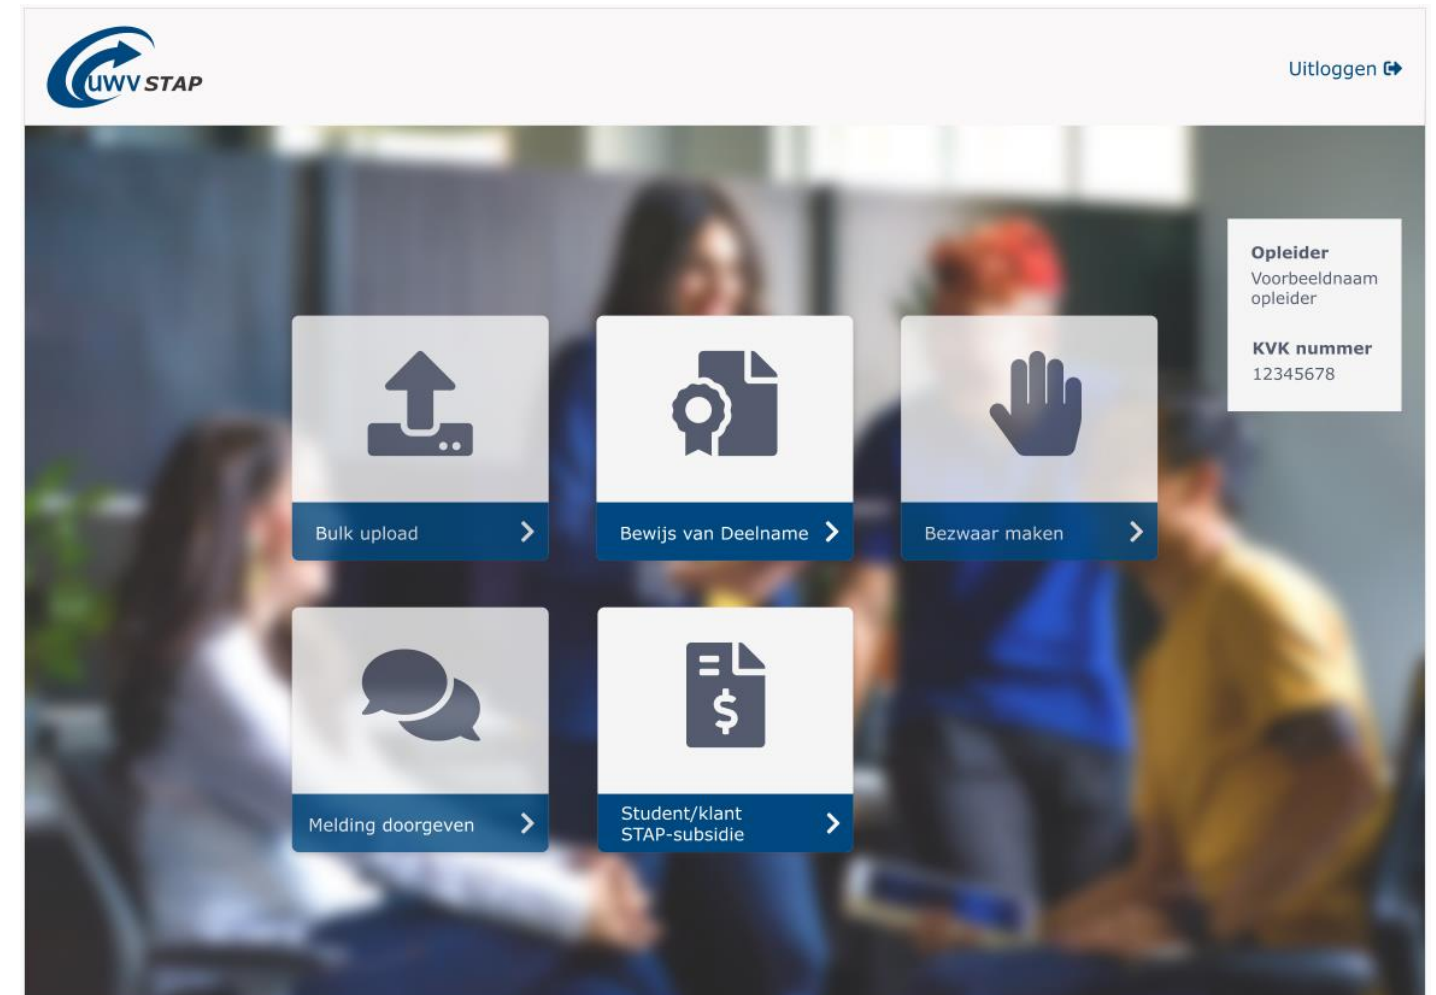 UWV STAP
Uitloggen
Opleider
Voorbeeldnaam
opleider
KVK nummer
12345678
Bulk upload
Bewijs van Deelname
Bezwaar maken
$
Melding doorgeven
Student/klant
STAP-subsidie